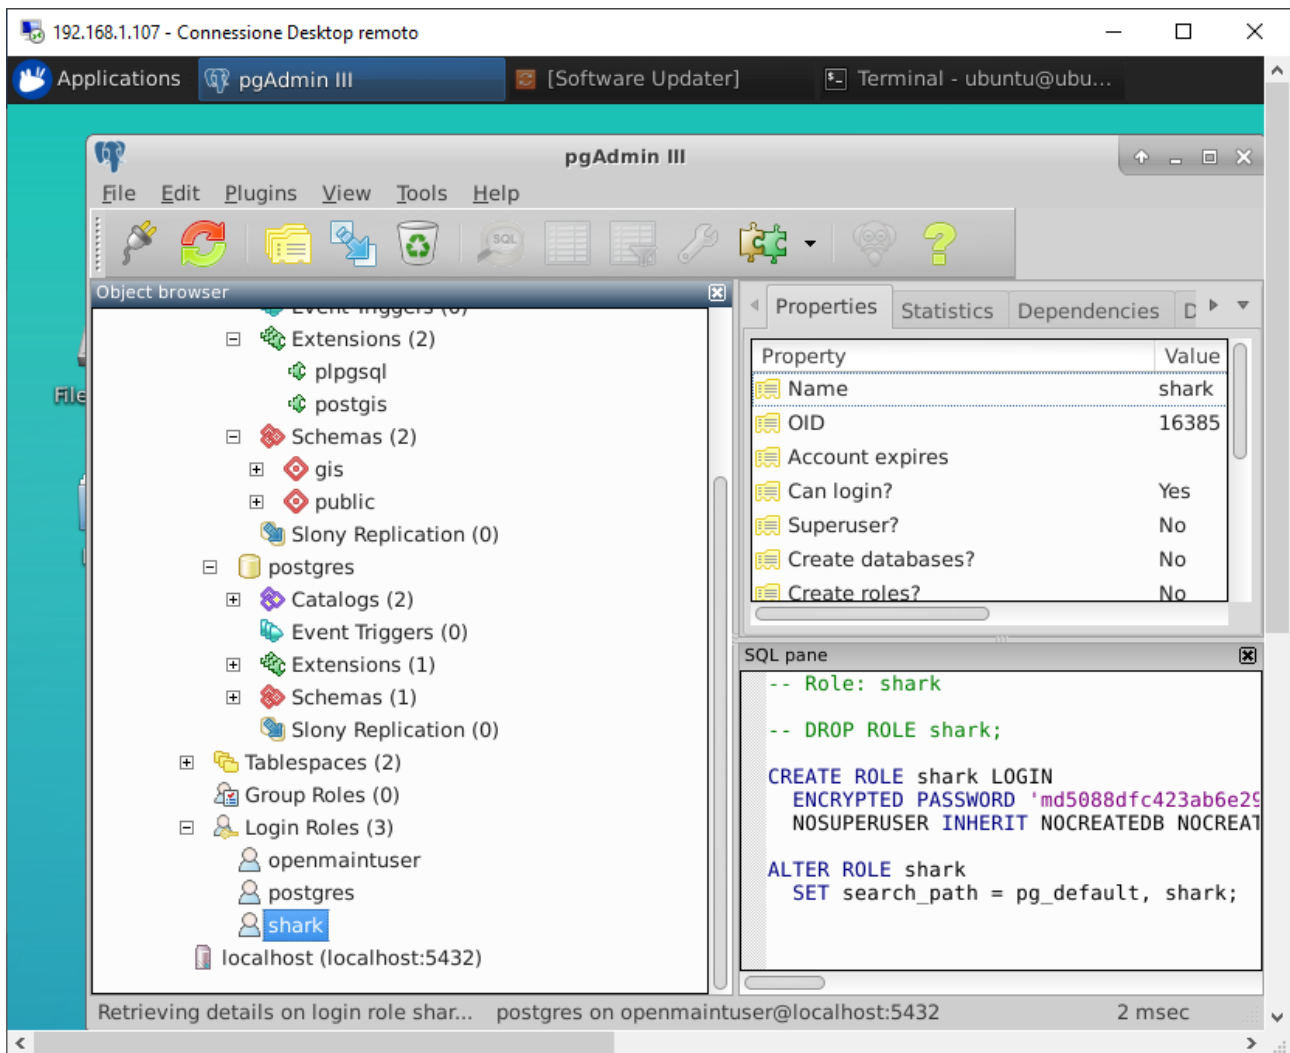 192.168.1.107 - Connessione Desktop remoto
Applications
pgAdmin III
[Software Updater]
Terminal - ubuntu@ubu...
pgAdmin III
File Edit Plugins View Tools Help
SQL
Object browser
Event Triggers (0)
Extensions (2)
plpgsql
postgis
Schemas (2)
gis
public
Slony Replication (0)
postgres
Catalogs (2)
Event Triggers (0)
Extensions (1)
Schemas (1)
Slony Replication (0)
Tablespaces (2)
Group Roles (0)
Login Roles (3)
openmaintuser
postgres
shark
localhost (localhost:5432)
Properties Statistics Dependencies D
Property Value
Name shark
OID 16385
Account expires
Can login? Yes
Superuser? No
Create databases? No
Create roles? No
SQL pane
-- Role: shark
-- DROP ROLE shark;
CREATE ROLE shark LOGIN
ENCRYPTED PASSWORD 'md5088dfc423ab6e29
NOSUPERUSER INHERIT NOCREATEDB NOCREAT
ALTER ROLE shark
SET search_path = pg_default, shark;
Retrieving details on login role shar... postgres on openmaintuser@localhost:5432 2 msec